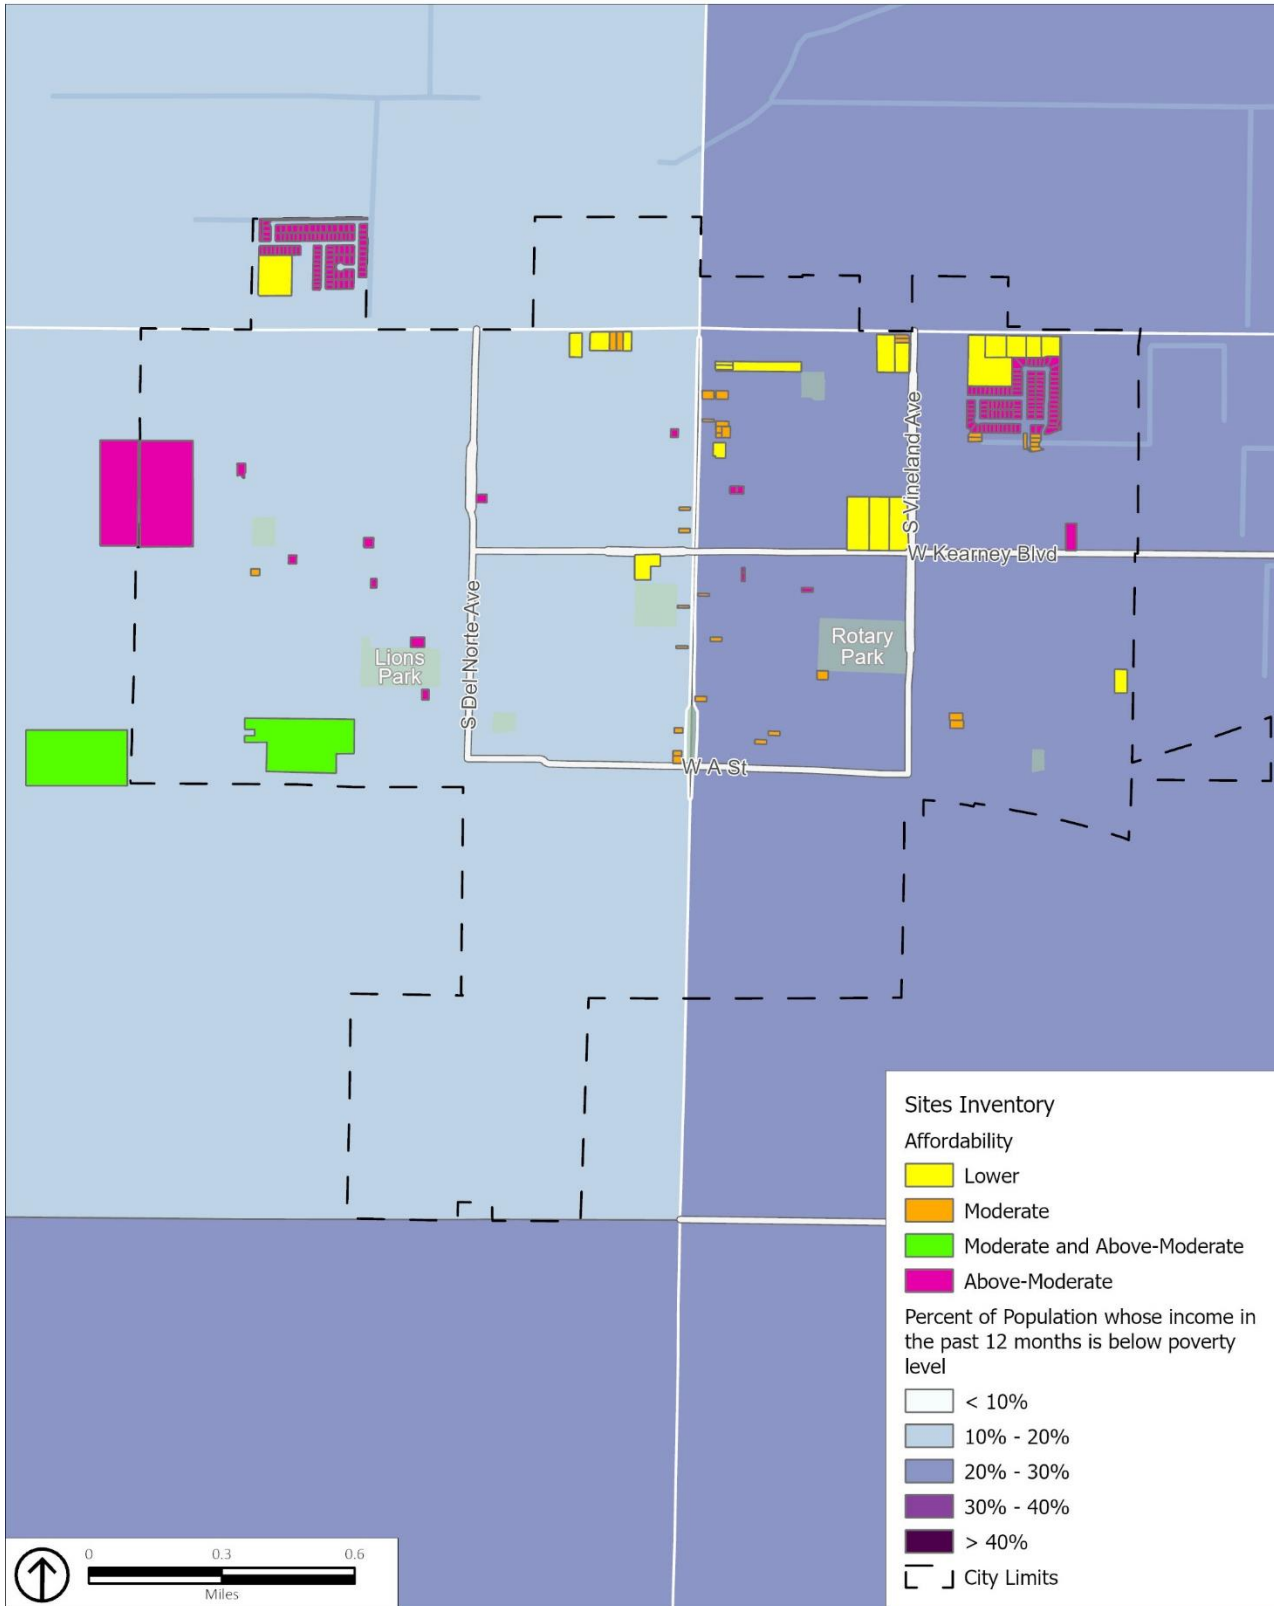 S Vineland Ave
W Kearney Blvd
S Del Norte Ave
Lions
Park
Rotary
Park
W A St
Sites Inventory
Affordability
Lower
Moderate
Moderate and Above-Moderate
Above-Moderate
Percent of Population whose income in
the past 12 months is below poverty
level
< 10%
10% - 20%
20% - 30%
30% - 40%
> 40%
City Limits
0 0.3 0.6
Miles